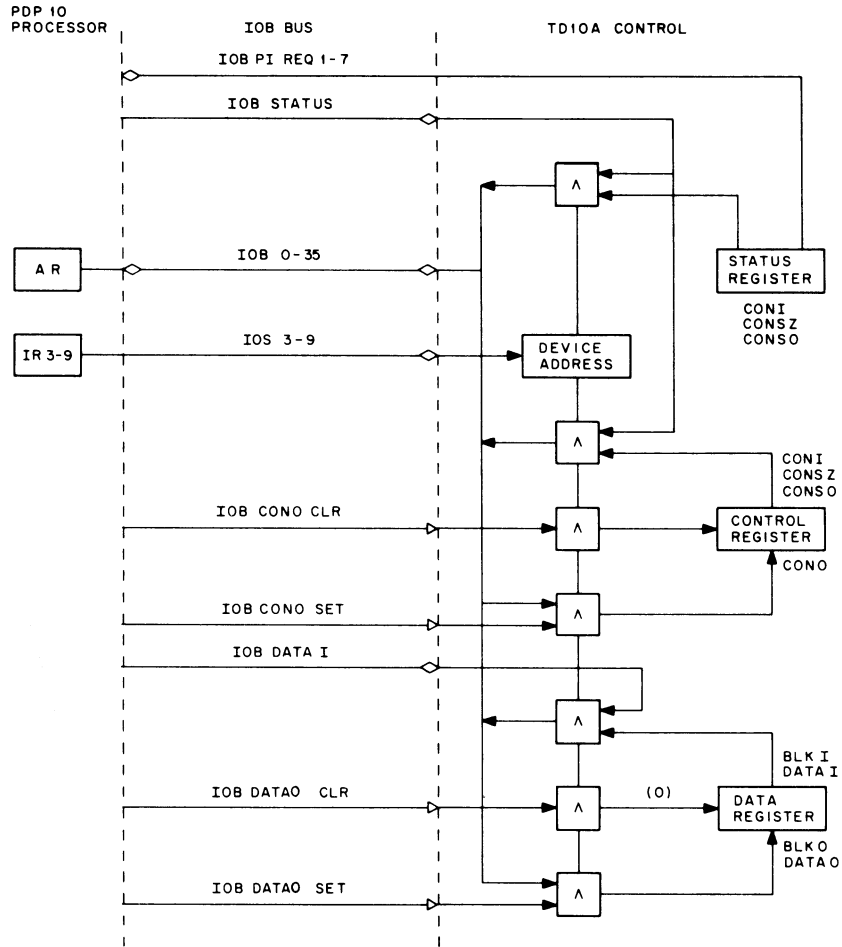 PDP 10
PROCESSOR
IOB BUS
TD10A CONTROL
IOB PI REQ 1-7
IOB STATUS
Λ
AR
IOB 0-35
STATUS
REGISTER
CONI
CONSZ
CONSO
IR 3-9
IOS 3-9
DEVICE
ADDRESS
Λ
CONI
CONSZ
CONSO
IOB CONO CLR
Λ
CONTROL
REGISTER
CONO
IOB CONO SET
Λ
IOB DATA I
Λ
BLK I
DATA I
IOB DATAO CLR
Λ
(0)
DATA
REGISTER
BLKO
DATAO
IOB DATAO SET
Λ